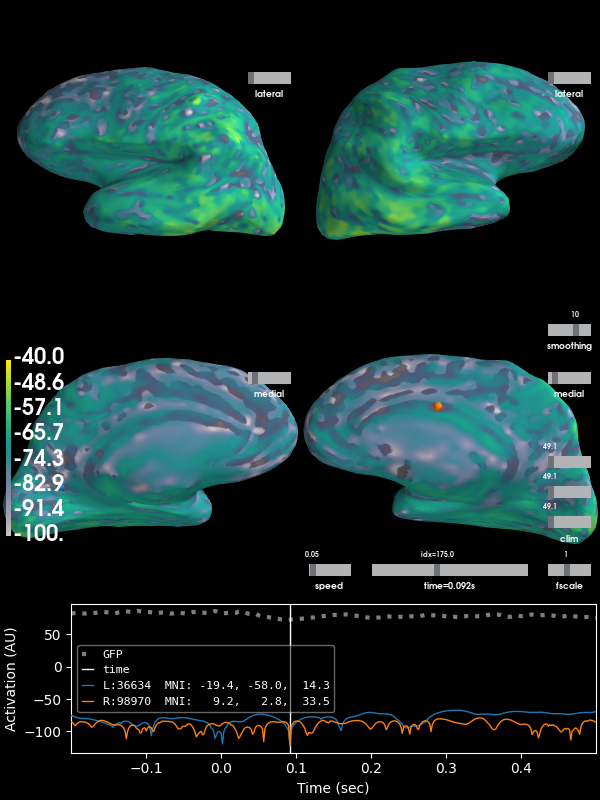 lateral
lateral
10
smoothing
-40.0
-48.6
-57.1
-65.7
-74.3
-82.9
-91.4
-100.
medial
medial
49.1
49.1
49.1
clim
0.05
speed
idx=175.0
time=0.092s
1
fscale
Activation (AU)
50
0
−50
−100
GFP
time
L:36634 MNI: -19.4, -58.0, 14.3
R:98970 MNI: 9.2, 2.8, 33.5
−0.1
0.0
0.1
0.2
0.3
0.4
Time (sec)